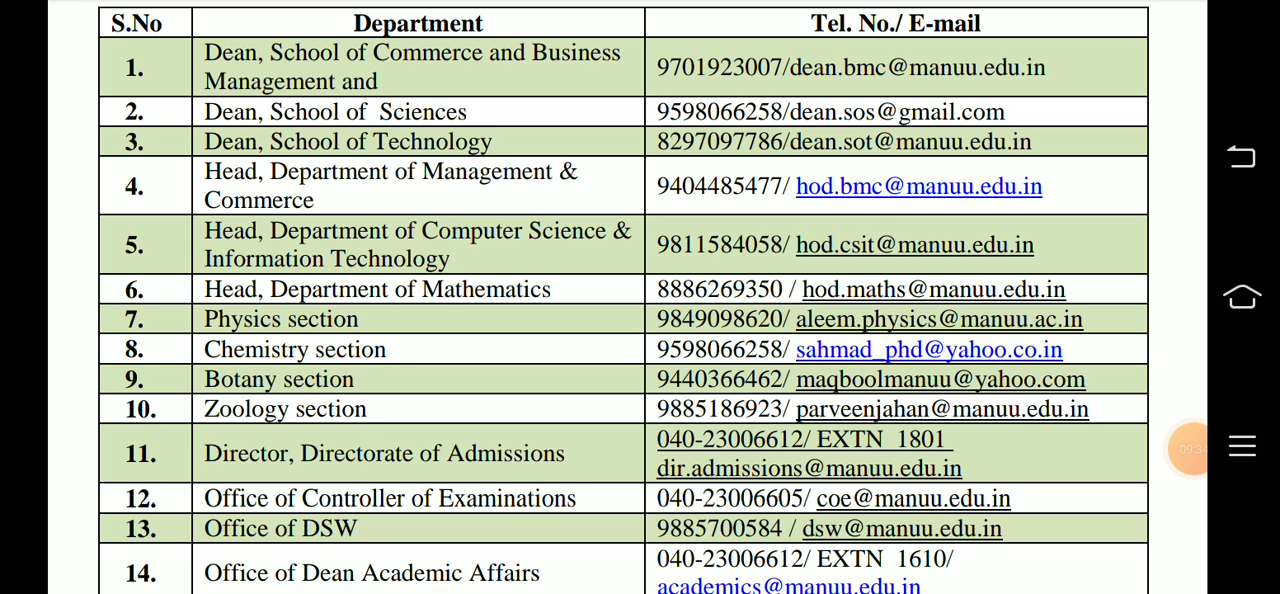 S.No Department Tel. No./ E-mail
1. Dean, School of Commerce and Business
Management and 9701923007/dean.bmc@manuu.edu.in
2. Dean, School of Sciences 9598066258/dean.sos@gmail.com
3. Dean, School of Technology 8297097786/dean.sot@manuu.edu.in
4. Head, Department of Management &
Commerce 9404485477/ hod.bmc@manuu.edu.in
5. Head, Department of Computer Science &
Information Technology 9811584058/ hod.csit@manuu.edu.in
6. Head, Department of Mathematics 8886269350 / hod.maths@manuu.edu.in
7. Physics section 9849098620/ aleem.physics@manuu.ac.in
8. Chemistry section 9598066258/ sahmad_phd@yahoo.co.in
9. Botany section 9440366462/ maqboolmanuu@yahoo.com
10. Zoology section 9885186923/ parveenjahan@manuu.edu.in
11. Director, Directorate of Admissions 040-23006612/ EXTN 1801
dir.admissions@manuu.edu.in
12. Office of Controller of Examinations 040-23006605/ coe@manuu.edu.in
13. Office of DSW 9885700584 / dsw@manuu.edu.in
14. Office of Dean Academic Affairs 040-23006612/ EXTN 1610/
academics@manuu.edu.in
09:34